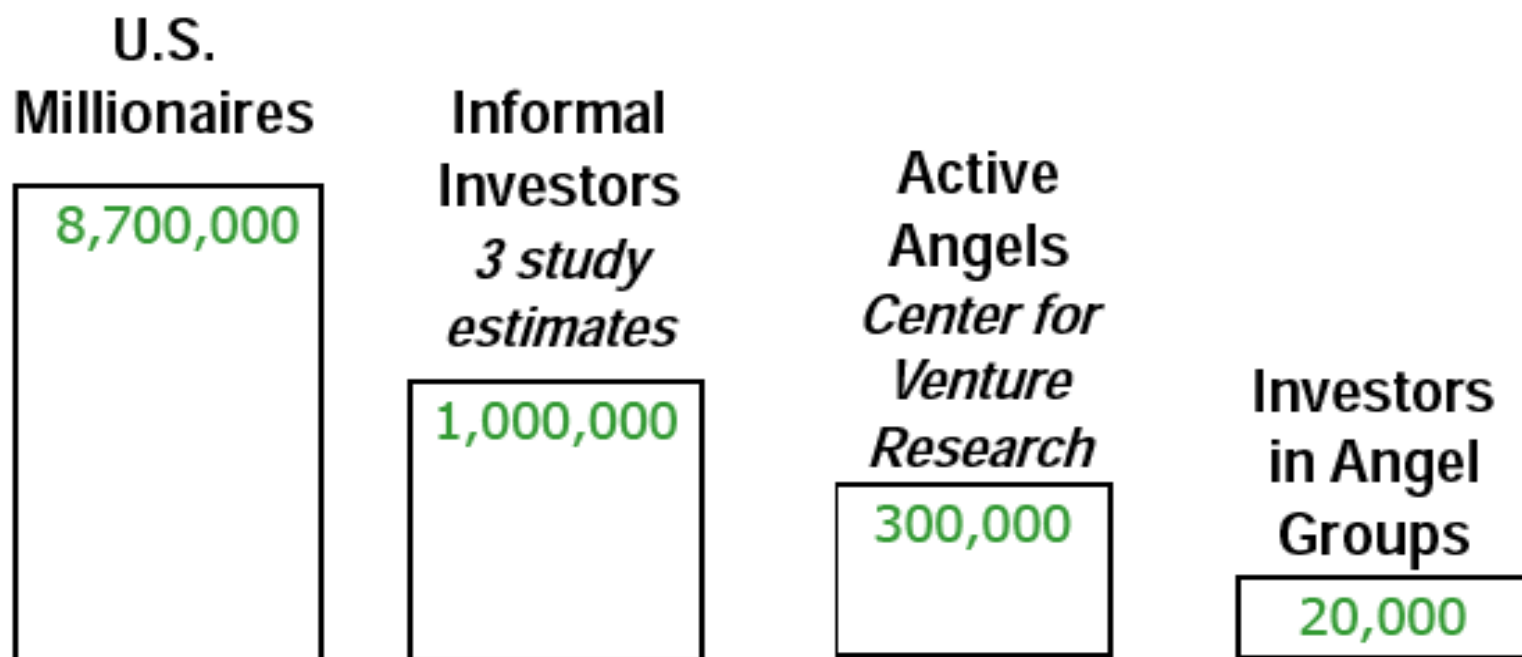 U.S.
Millionaires
8,700,000
Informal
Investors
3 study
estimates
1,000,000
Active
Angels
Center for
Venture
Research
300,000
Investors
in Angel
Groups
20,000